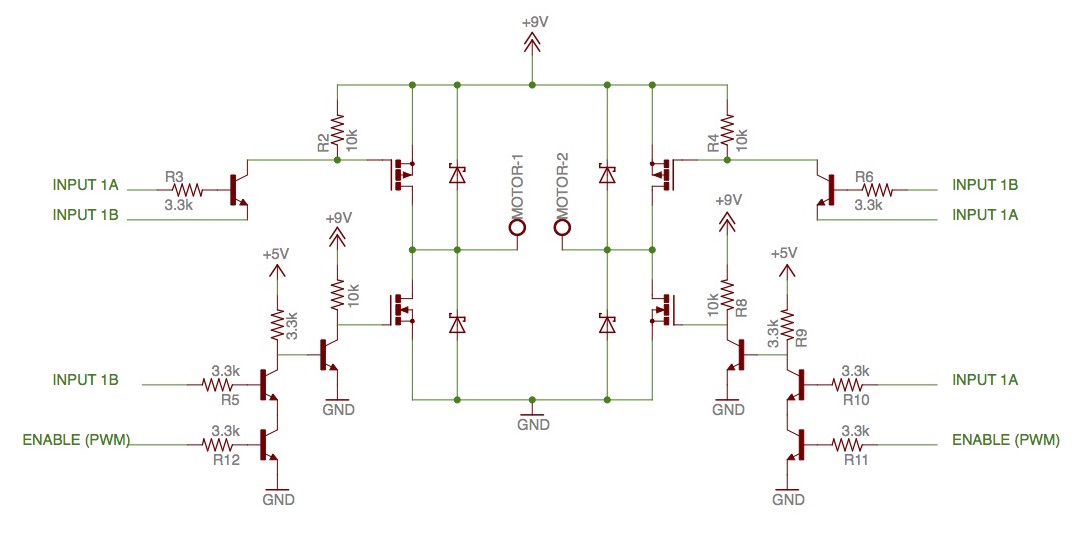 +9V
R2
10k
R4
10k
MOTOR-1
MOTOR-2
R3
3.3k
INPUT 1A
INPUT 1B
R6
3.3k
INPUT 1B
INPUT 1A
+9V
+9V
+5V
+5V
10k
10k
R8
3.3k
3.3k
R9
INPUT 1B
3.3k
R5
GND
GND
GND
3.3k
R10
INPUT 1A
ENABLE (PWM)
3.3k
R12
3.3k
R11
ENABLE (PWM)
GND
GND